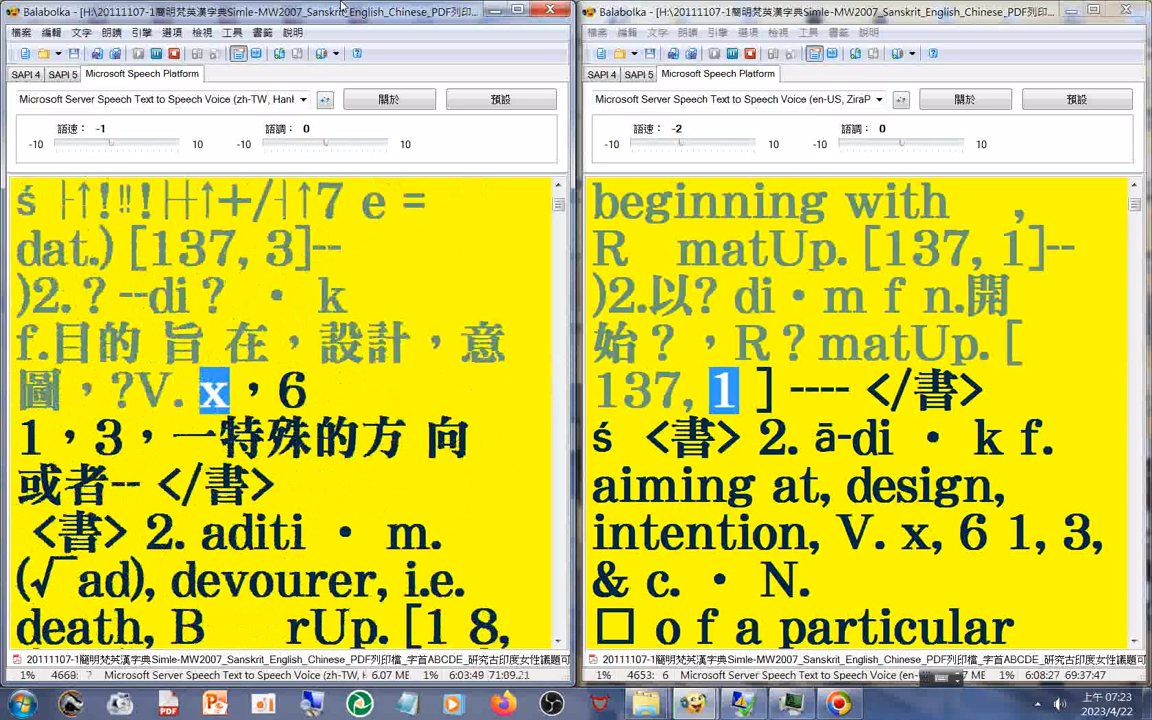 Balabolka - [H:\20111107-1簡明梵英漢字典Simle-MW2007_Sanskrit_English_Chinese_PDF列印...
檔案 編輯 文字 朗讀 引擎 選項 檢視 工具 書籤 說明
SAPI 4 SAPI 5 Microsoft Speech Platform
Microsoft Server Speech Text to Speech Voice (zh-TW, HanH
關於 預設
語速: -1 語調: 0
-10 10 -10 10
dat.) [137, 3]--
)2. ? --di ? • k
f.目的 旨 在，設計，意
圖，?V. x，6
1，3，一特殊的方 向
或者-- </書>
<書> 2. aditi • m.
(√ ad), devourer, i.e.
death, B rUp. [1 8,
20111107-1簡明梵英漢字典Simle-MW2007_Sanskrit_English_Chinese_PDF列印檔_字首ABCDE_研究古印度女性議題可
1% 4669: ? Microsoft Server Speech Text to Speech Voice (zh-TW, 6.07 MB 1% 6:03:49 71:09.21
Balabolka - [H:\20111107-1簡明梵英漢字典Simle-MW2007_Sanskrit_English_Chinese_PDF列印...
檔案 編輯 文字 朗讀 引擎 選項 檢視 工具 書籤 說明
SAPI 4 SAPI 5 Microsoft Speech Platform
Microsoft Server Speech Text to Speech Voice (en-US, ZiraP
關於 預設
語速: -2 語調: 0
-10 10 -10 10
beginning with ,
R matUp. [137, 1]--
)2.以? di • m f n.開
始？，R？matUp. [
137, 1 ] ---- </書>
ś <書> 2. ā-di • k f.
aiming at, design,
intention, V. x, 6 1, 3,
& c. • N.
□ o f a particular
20111107-1簡明梵英漢字典Simle-MW2007_Sanskrit_English_Chinese_PDF列印檔_字首ABCDE_研究古印度女性議題可
1% 4653: 6 Microsoft Server Speech Text to Speech Voice (en- 1% 6:08:27 69:37:47
上午 07:23
2023/4/22